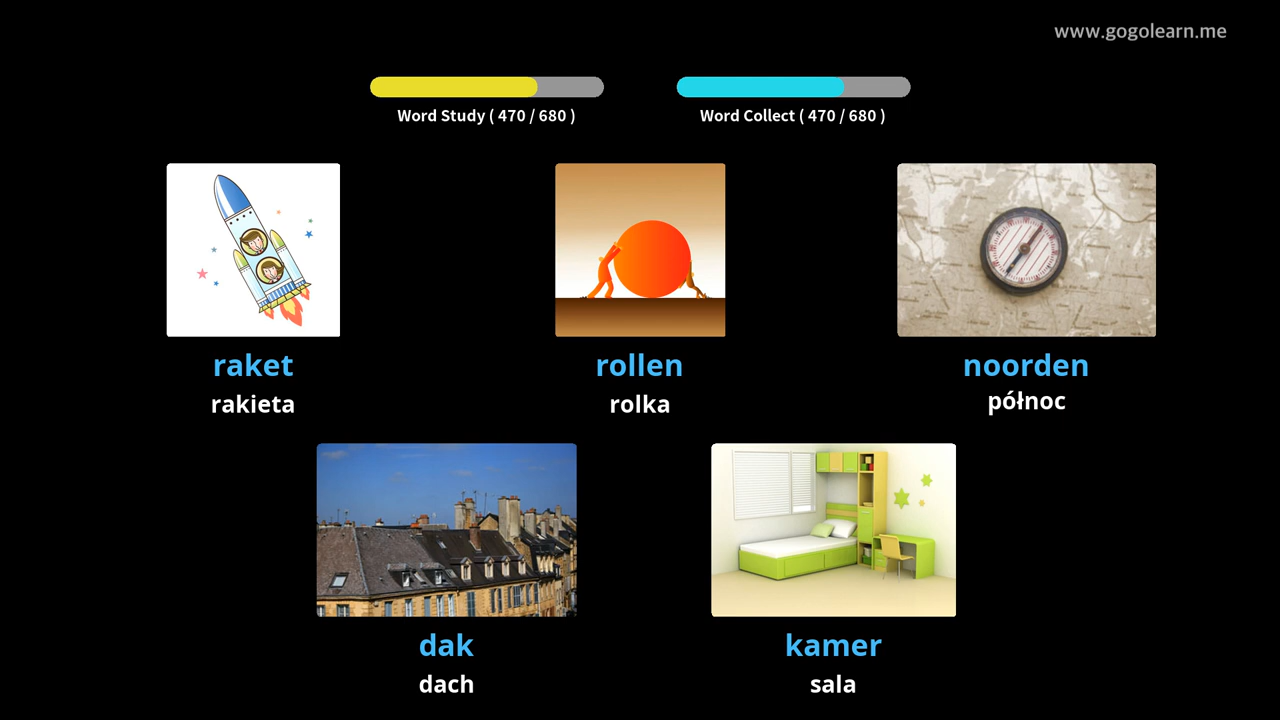 www.gogolearn.me
Word Study ( 470 / 680 )
Word Collect ( 470 / 680 )
raket
rakieta
rollen
rolka
noorden
północ
dak
dach
kamer
sala